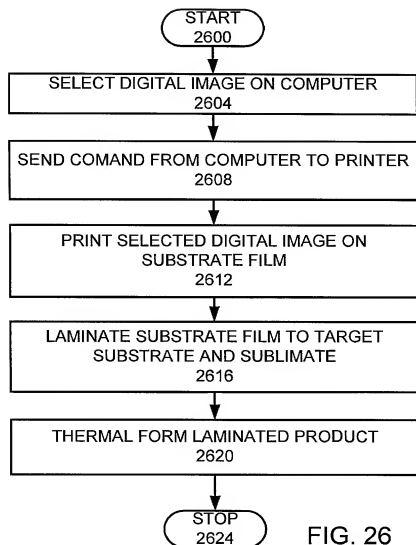 START
2600
SELECT DIGITAL IMAGE ON COMPUTER
2604
SEND COMAND FROM COMPUTER TO PRINTER
2608
PRINT SELECTED DIGITAL IMAGE ON
SUBSTRATE FILM
2612
LAMINATE SUBSTRATE FILM TO TARGET
SUBSTRATE AND SUBLIMATE
2616
THERMAL FORM LAMINATED PRODUCT
2620
STOP
2624
FIG. 26